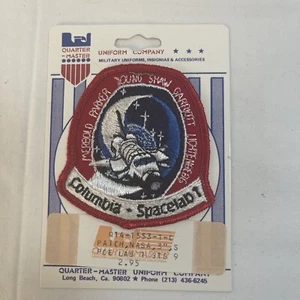 QUARTER-MASTER
UNIFORM COMPANY ★ ★ ★
MILITARY UNIFORMS, INSIGNIAS & ACCESSORIES
MERBOLD PARKER YOUNG SHAW GARRIOTT LICHTENBERG
Columbia • Spacelab 1
PATCH, NASA,
2.95
QUARTER-MASTER UNIFORM COMPANY
Long Beach, Ca. 90802 ★ Phone (213) 436-6245